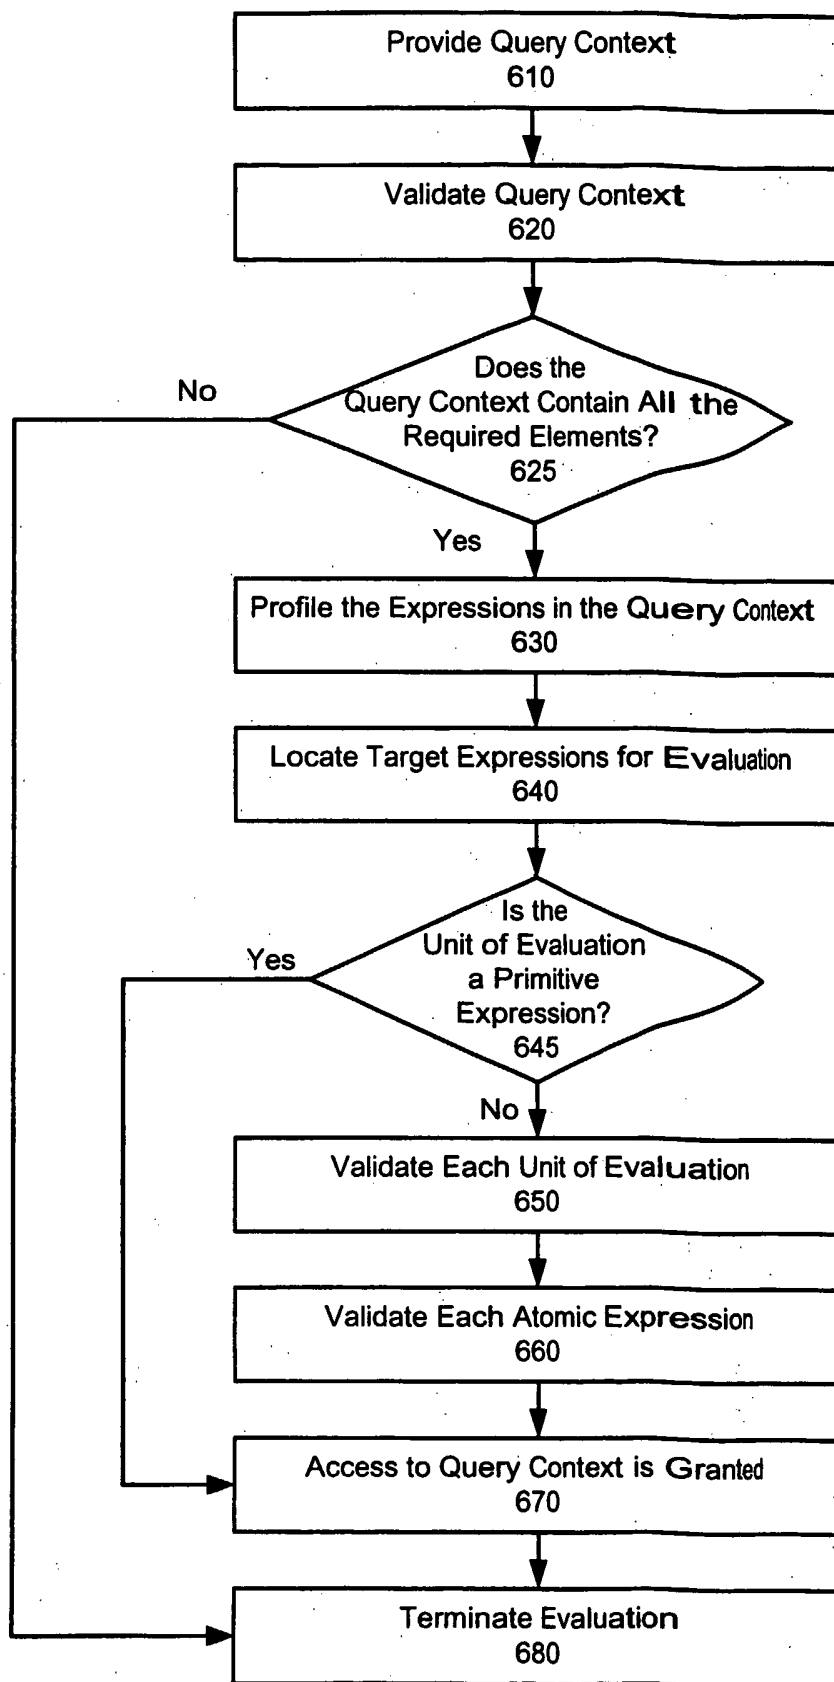 Provide Query Context
610
Validate Query Context
620
Does the
Query Context Contain All the
Required Elements?
625
No
Yes
Profile the Expressions in the Query Context
630
Locate Target Expressions for Evaluation
640
Is the
Unit of Evaluation
a Primitive
Expression?
645
Yes
No
Validate Each Unit of Evaluation
650
Validate Each Atomic Expression
660
Access to Query Context is Granted
670
Terminate Evaluation
680